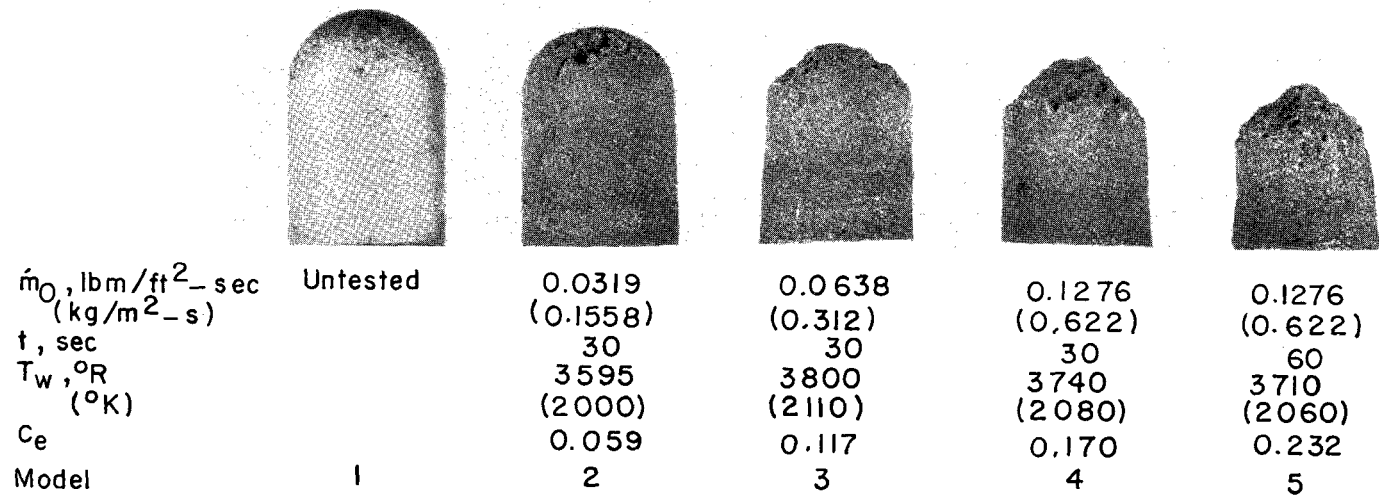 ṁO, lbm/ft2– sec Untested 0.0319 0.0638 0.1276 0.1276
(kg/m2–s) (0.1558) (0.312) (0.622) (0.622)
t, sec 30 30 30 60
Tw, °R 3595 3800 3740 3710
(°K) (2000) (2110) (2080) (2060)
Ce 0.059 0.117 0.170 0.232
Model 1 2 3 4 5